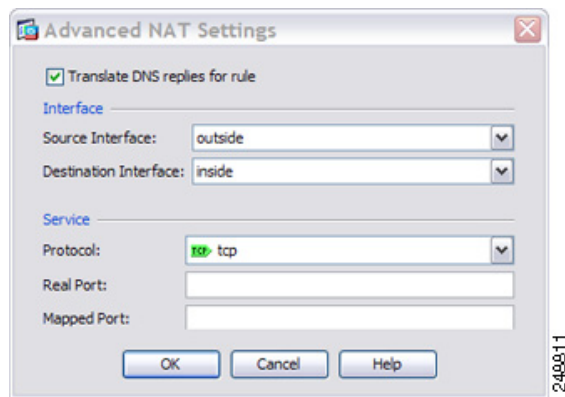 Advanced NAT Settings
Translate DNS replies for rule
Interface
Source Interface: outside
Destination Interface: inside
Service
Protocol: TCP tcp
Real Port:
Mapped Port:
OK Cancel Help
248811